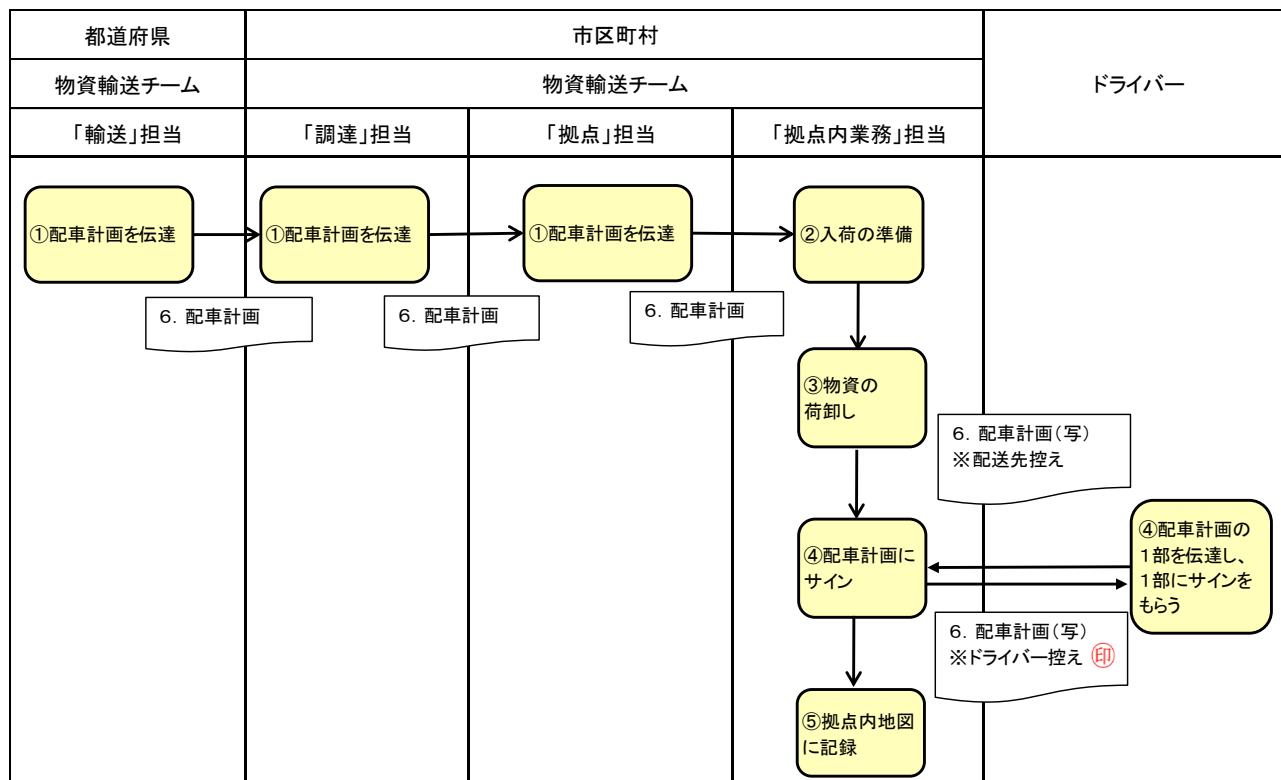 都道府県
市区町村
ドライバー
物資輸送チーム
物資輸送チーム
「輸送」担当
「調達」担当
「拠点」担当
「拠点内業務」担当
①配車計画を伝達
①配車計画を伝達
①配車計画を伝達
②入荷の準備
6．配車計画
6．配車計画
6．配車計画
③物資の
荷卸し
6．配車計画（写）
※配送先控え
④配車計画に
サイン
④配車計画の
1部を伝達し、
1部にサインを
もらう
6．配車計画（写）
※ドライバー控え ㊞
⑤拠点内地図
に記録